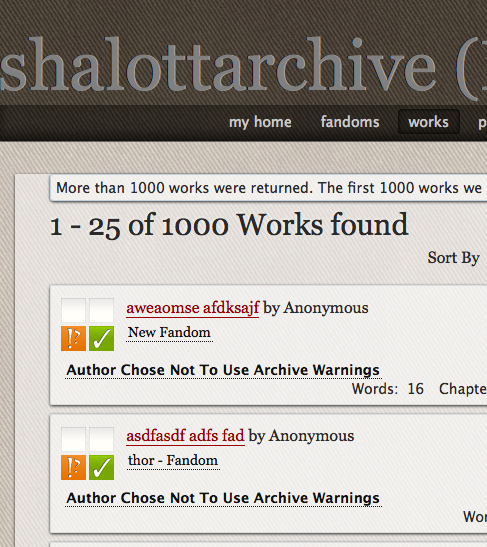 shalottarchive (
my home fandoms works
More than 1000 works were returned. The first 1000 works we
1 - 25 of 1000 Works found
Sort By
aweaomse afdksajf by Anonymous
New Fandom
!? ✓
Author Chose Not To Use Archive Warnings
Words: 16 Chapte
asdfasdf adfs fad by Anonymous
thor - Fandom
!? ✓
Author Chose Not To Use Archive Warnings
Wor